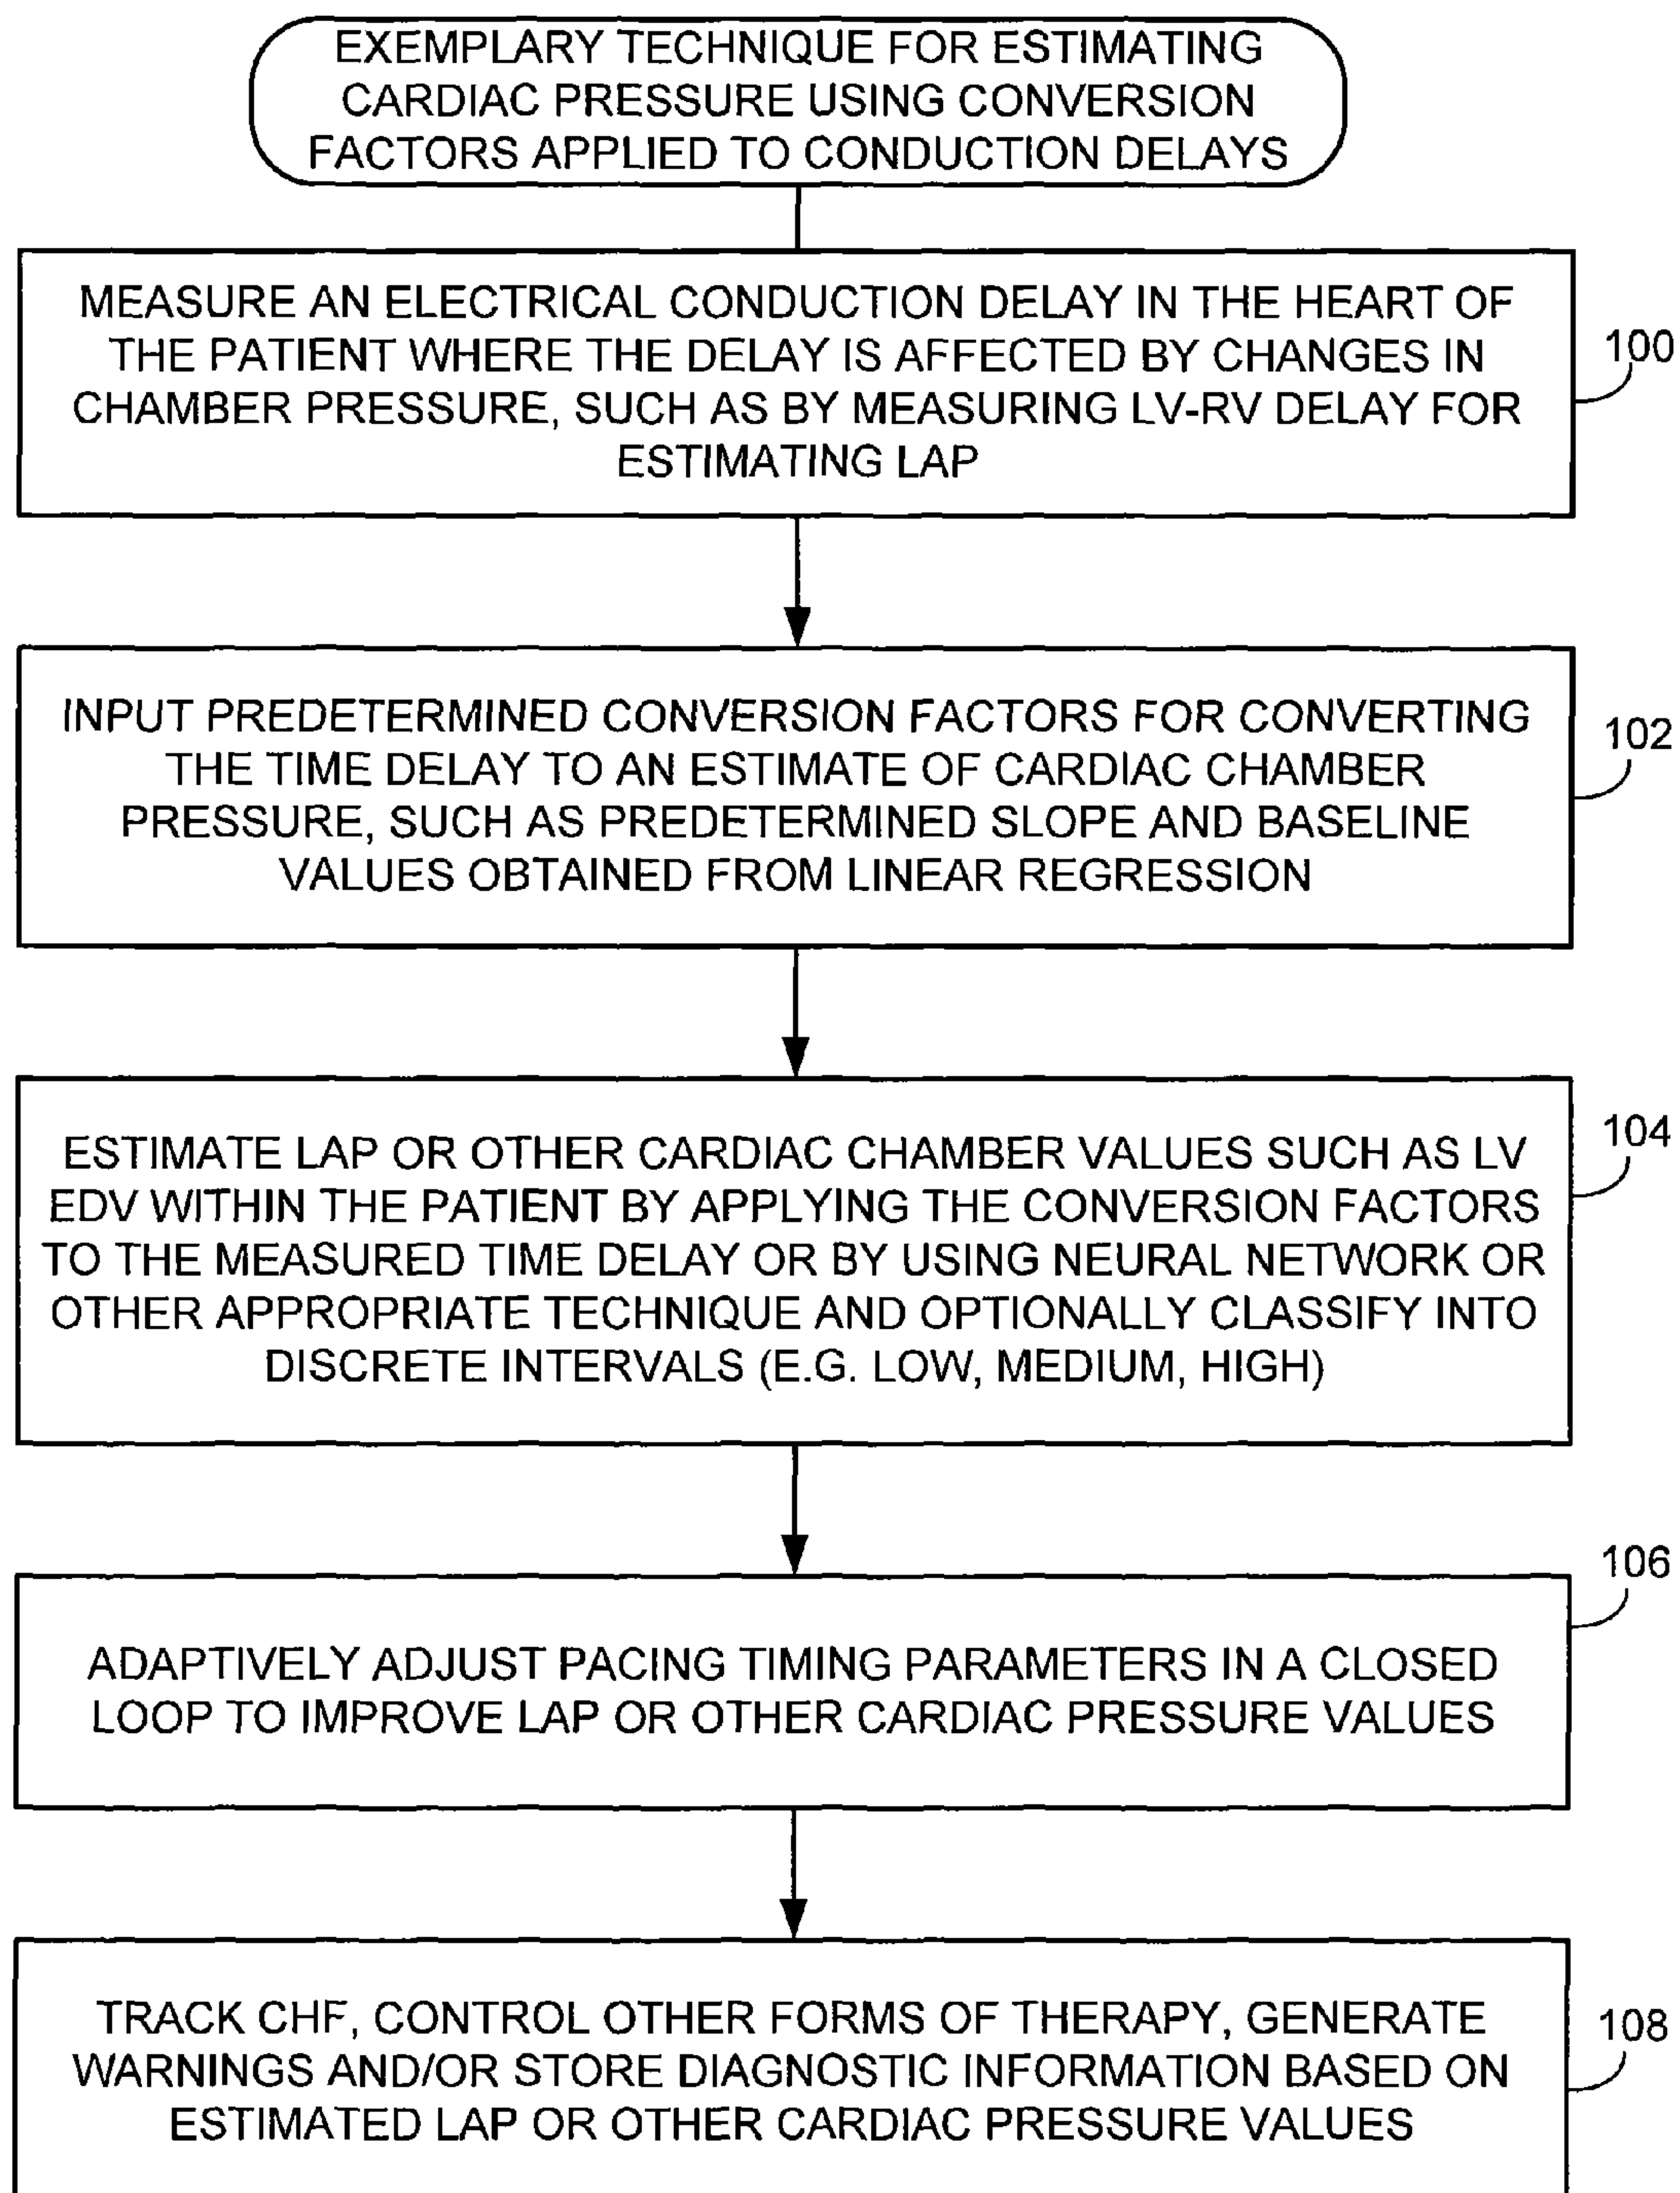 EXEMPLARY TECHNIQUE FOR ESTIMATING
CARDIAC PRESSURE USING CONVERSION
FACTORS APPLIED TO CONDUCTION DELAYS
MEASURE AN ELECTRICAL CONDUCTION DELAY IN THE HEART OF
THE PATIENT WHERE THE DELAY IS AFFECTED BY CHANGES IN
CHAMBER PRESSURE, SUCH AS BY MEASURING LV-RV DELAY FOR
ESTIMATING LAP
100
INPUT PREDETERMINED CONVERSION FACTORS FOR CONVERTING
THE TIME DELAY TO AN ESTIMATE OF CARDIAC CHAMBER
PRESSURE, SUCH AS PREDETERMINED SLOPE AND BASELINE
VALUES OBTAINED FROM LINEAR REGRESSION
102
ESTIMATE LAP OR OTHER CARDIAC CHAMBER VALUES SUCH AS LV
EDV WITHIN THE PATIENT BY APPLYING THE CONVERSION FACTORS
TO THE MEASURED TIME DELAY OR BY USING NEURAL NETWORK OR
OTHER APPROPRIATE TECHNIQUE AND OPTIONALLY CLASSIFY INTO
DISCRETE INTERVALS (E.G. LOW, MEDIUM, HIGH)
104
ADAPTIVELY ADJUST PACING TIMING PARAMETERS IN A CLOSED
LOOP TO IMPROVE LAP OR OTHER CARDIAC PRESSURE VALUES
106
TRACK CHF, CONTROL OTHER FORMS OF THERAPY, GENERATE
WARNINGS AND/OR STORE DIAGNOSTIC INFORMATION BASED ON
ESTIMATED LAP OR OTHER CARDIAC PRESSURE VALUES
108